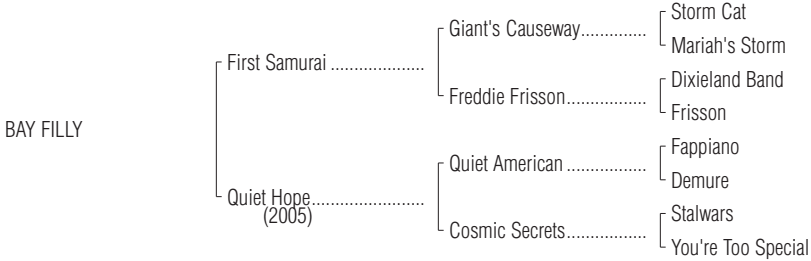 Storm Cat
Giant's Causeway..............
Mariah's Storm
First Samurai ....................
Dixieland Band
Freddie Frisson.................
Frisson
BAY FILLY
Fappiano
Quiet American .................
Demure
Quiet Hope........................
(2005)
Stalwars
Cosmic Secrets.................
You're Too Special